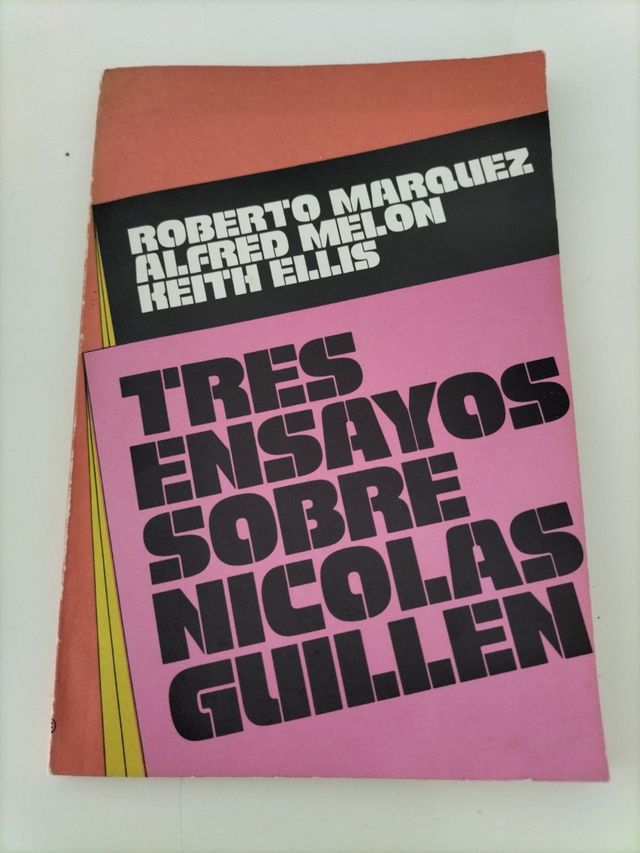 ROBERTO MARQUEZ
ALFRED MELON
KEITH ELLIS
TRES
ENSAYOS
SOBRE
NICOLAS
GUILLEN